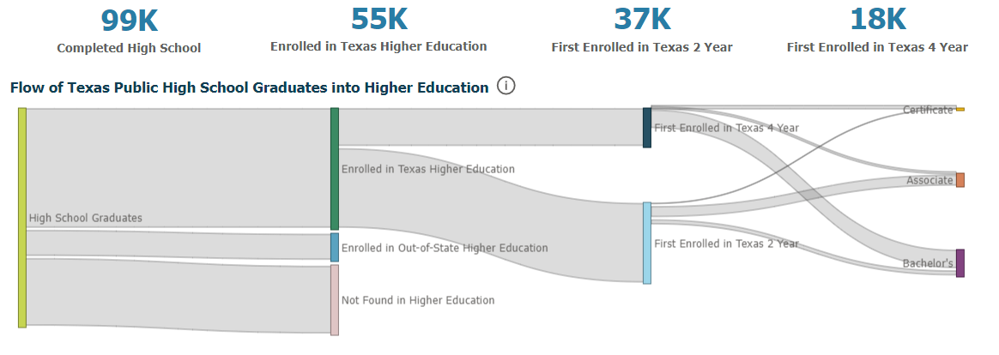 99K
Completed High School
55K
Enrolled in Texas Higher Education
37K
First Enrolled in Texas 2 Year
18K
First Enrolled in Texas 4 Year
Flow of Texas Public High School Graduates into Higher Education i
Certificate
First Enrolled in Texas 4 Year
Enrolled in Texas Higher Education
Associate
High School Graduates
First Enrolled in Texas 2 Year
Enrolled in Out-of-State Higher Education
Bachelor's
Not Found in Higher Education